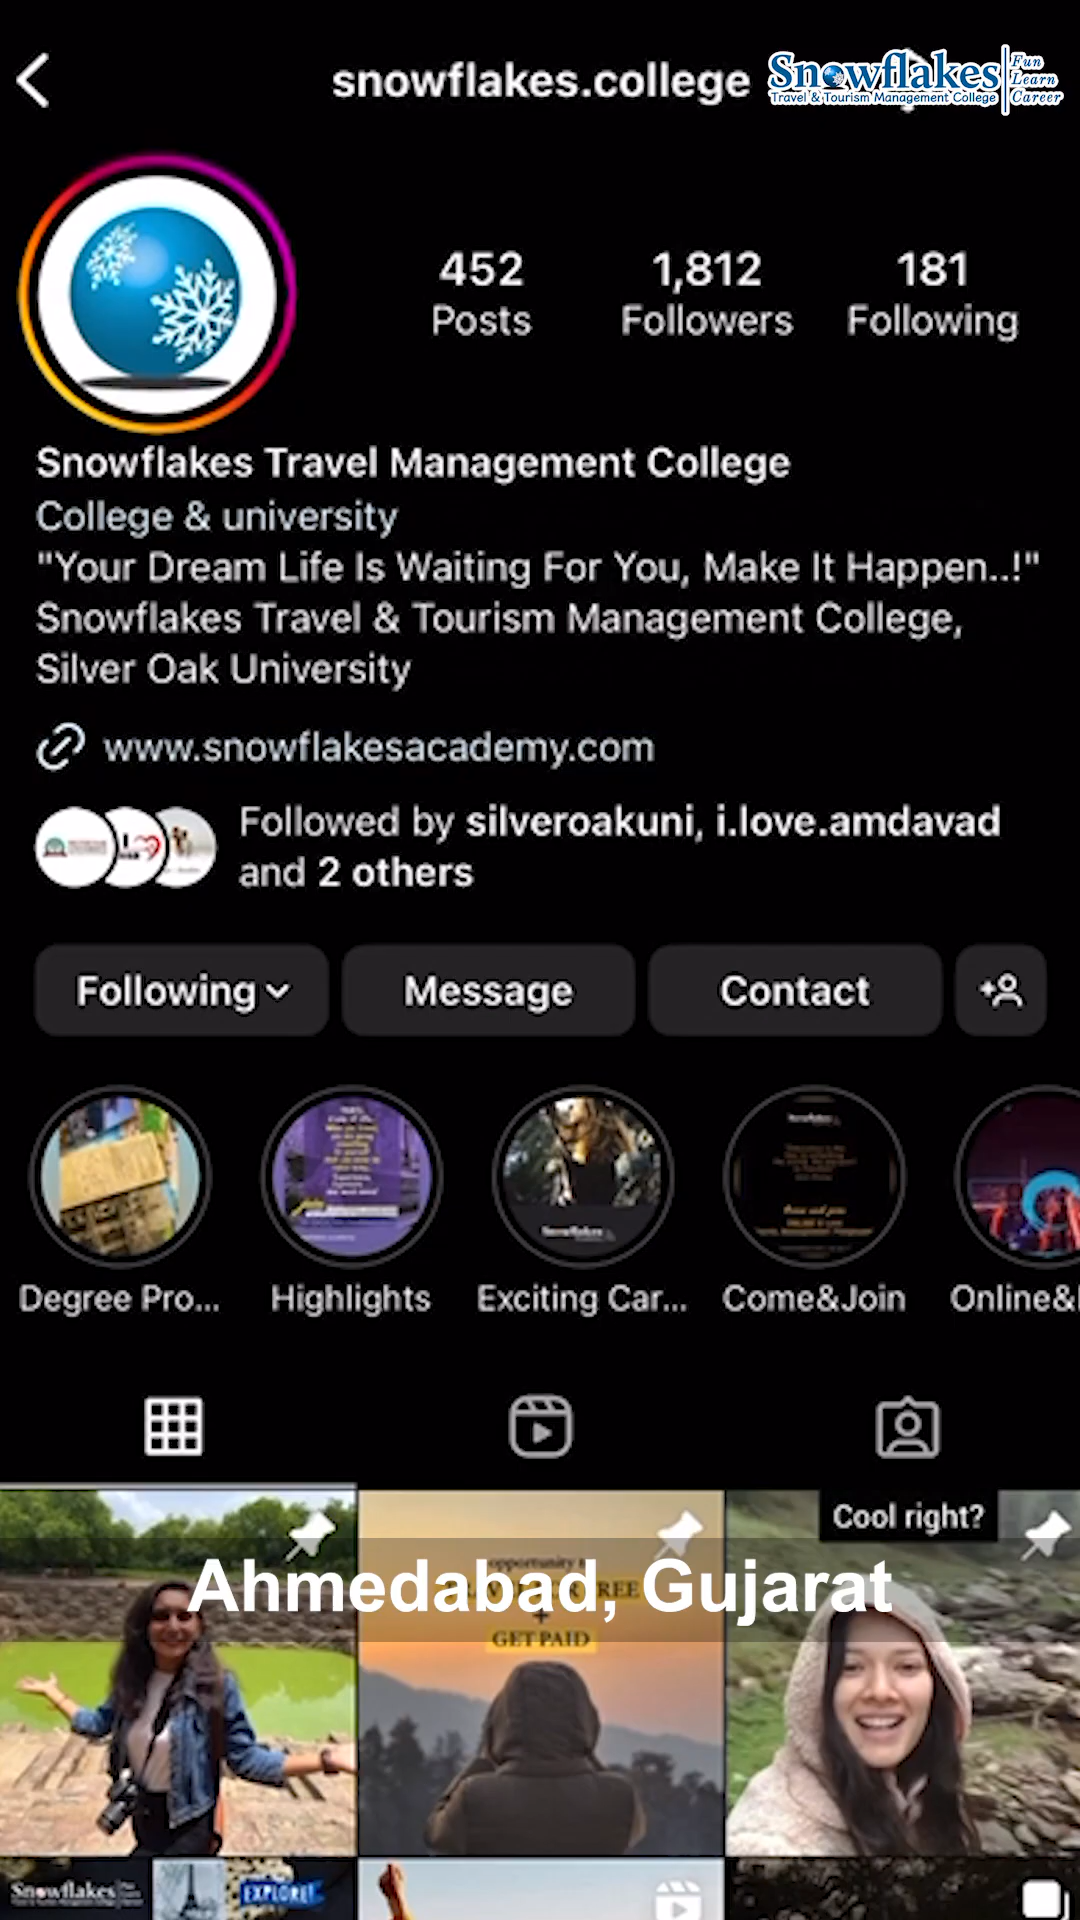 snowflakes.college
Snowflakes
Travel & Tourism Management College
Fun
Learn
Career
452
Posts
1,812
Followers
181
Following
Snowflakes Travel Management College
College & university
"Your Dream Life Is Waiting For You, Make It Happen..!"
Snowflakes Travel & Tourism Management College,
Silver Oak University
www.snowflakesacademy.com
Followed by silveroakuni, i.love.amdavad
and 2 others
Following
Message
Contact
Degree Pro...
Highlights
Exciting Car...
Come&Join
Online&
Cool right?
opportunity
Ahmedabad, Gujarat
GET PAID
Snowflakes
EXPLORE!